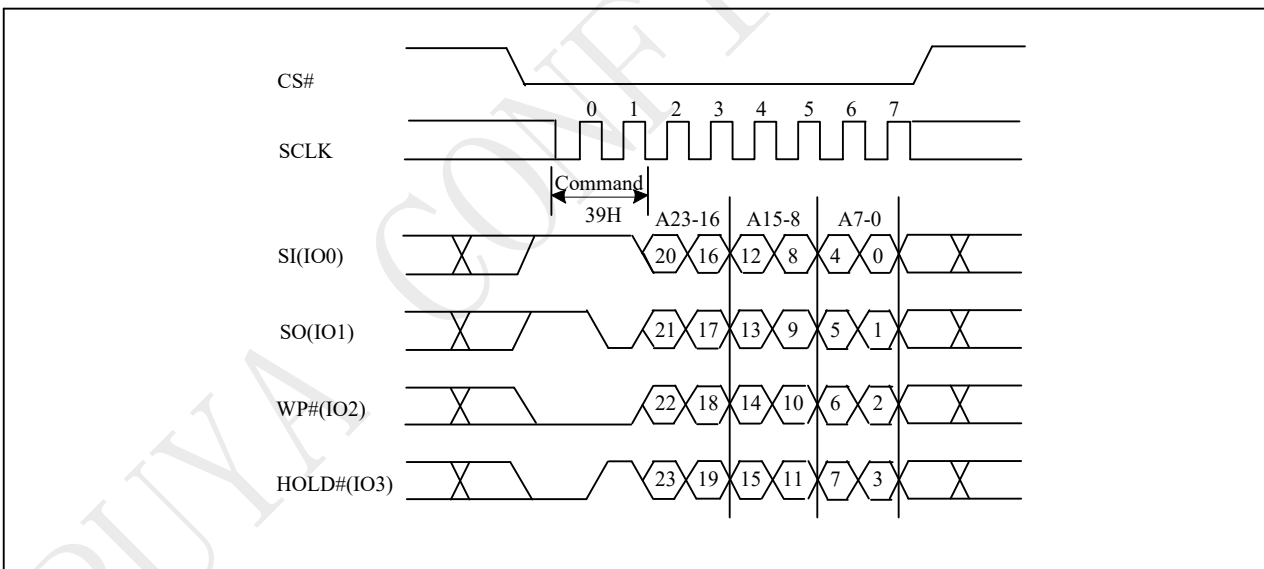 CS#
0 1 2 3 4 5 6 7
SCLK
Command
39H
A23-16 A15-8 A7-0
SI(IO0) 20 16 12 8 4 0
SO(IO1) 21 17 13 9 5 1
WP#(IO2) 22 18 14 10 6 2
HOLD#(IO3) 23 19 15 11 7 3